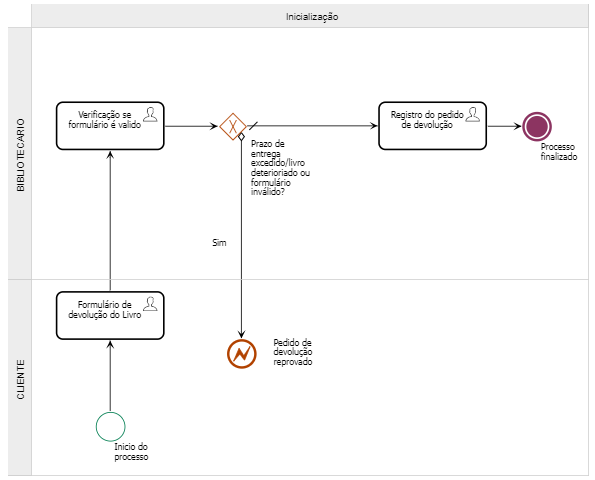 Inicialização
BIBLIOTECARIO
Verificação se
formulário é valido
X
Prazo de
entrega
excedido/livro
deterioriado ou
formulário
inválido?
Registro do pedido
de devolução
Processo
finalizado
Sim
CLIENTE
Formulário de
devolução do Livro
Pedido de
devolução
reprovado
Inicio do
processo